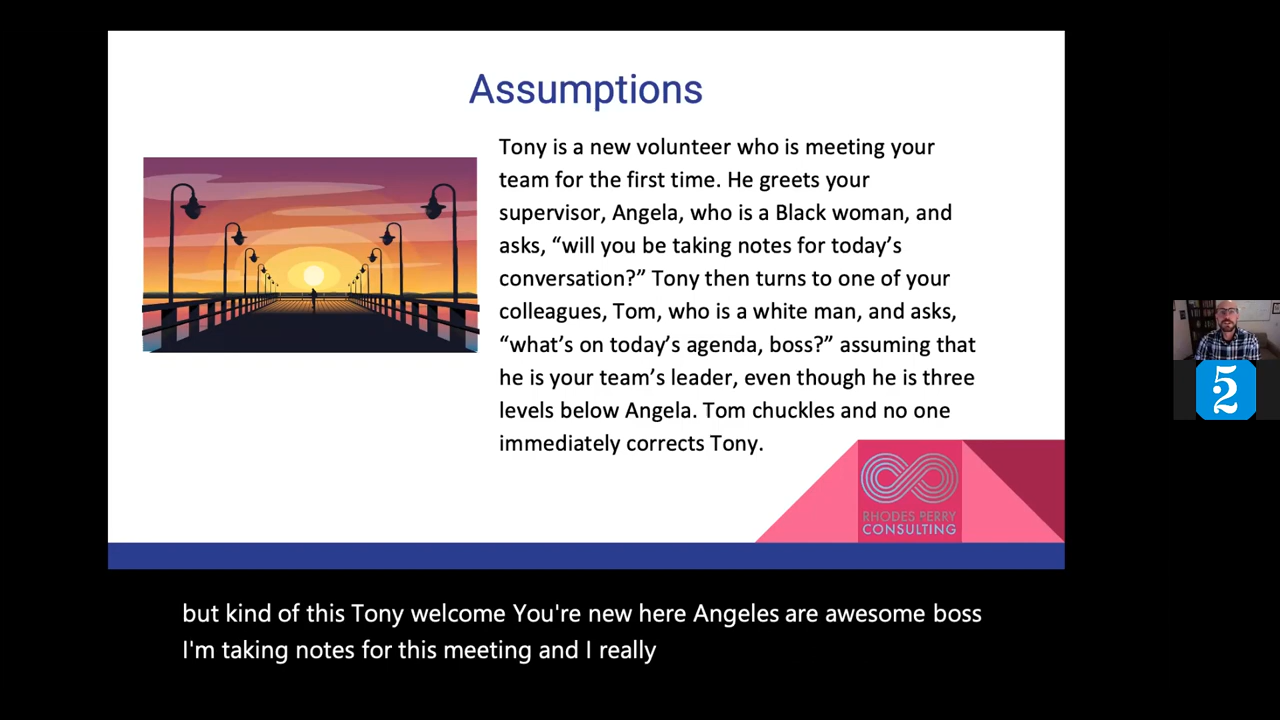 Assumptions
Tony is a new volunteer who is meeting your
team for the first time. He greets your
supervisor, Angela, who is a Black woman, and
asks, “will you be taking notes for today’s
conversation?” Tony then turns to one of your
colleagues, Tom, who is a white man, and asks,
“what’s on today’s agenda, boss?” assuming that
he is your team’s leader, even though he is three
levels below Angela. Tom chuckles and no one
immediately corrects Tony.
RHODES PERRY
CONSULTING
52
but kind of this Tony welcome You're new here Angeles are awesome boss
I'm taking notes for this meeting and I really